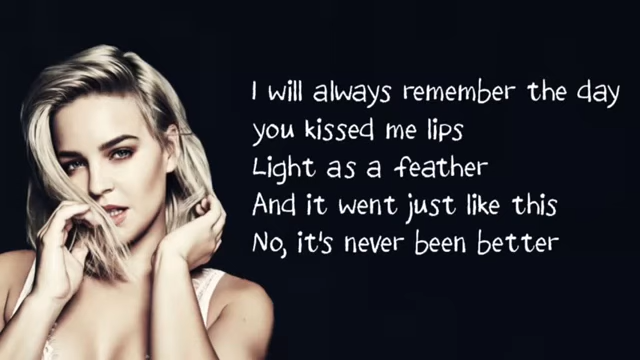 I will always remember the day
you kissed me lips
Light as a feather
And it went just like this
No, it's never been better